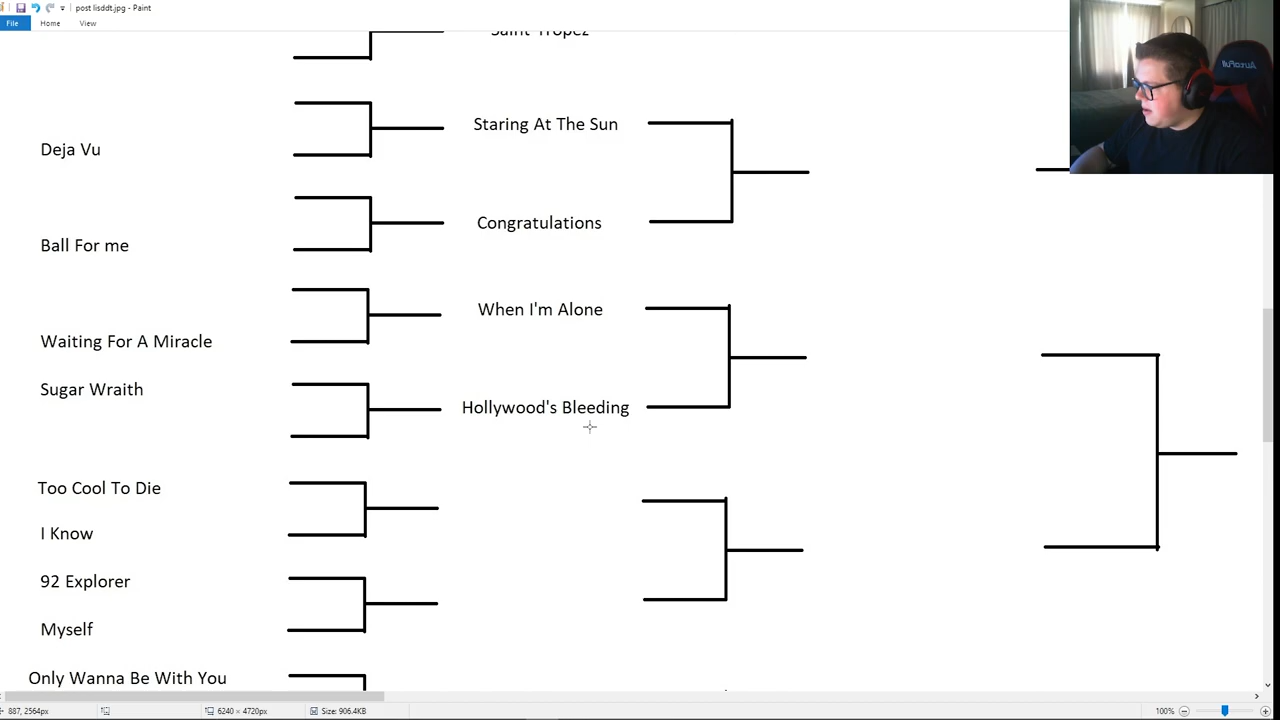 post lisddt.jpg - Paint
File Home View
Saint-Tropez
Staring At The Sun
Deja Vu
Congratulations
Ball For me
When I'm Alone
Waiting For A Miracle
Sugar Wraith
Hollywood's Bleeding
Too Cool To Die
I Know
92 Explorer
Myself
Only Wanna Be With You
887, 2564px 6240 × 4720px Size: 906.4KB 100%